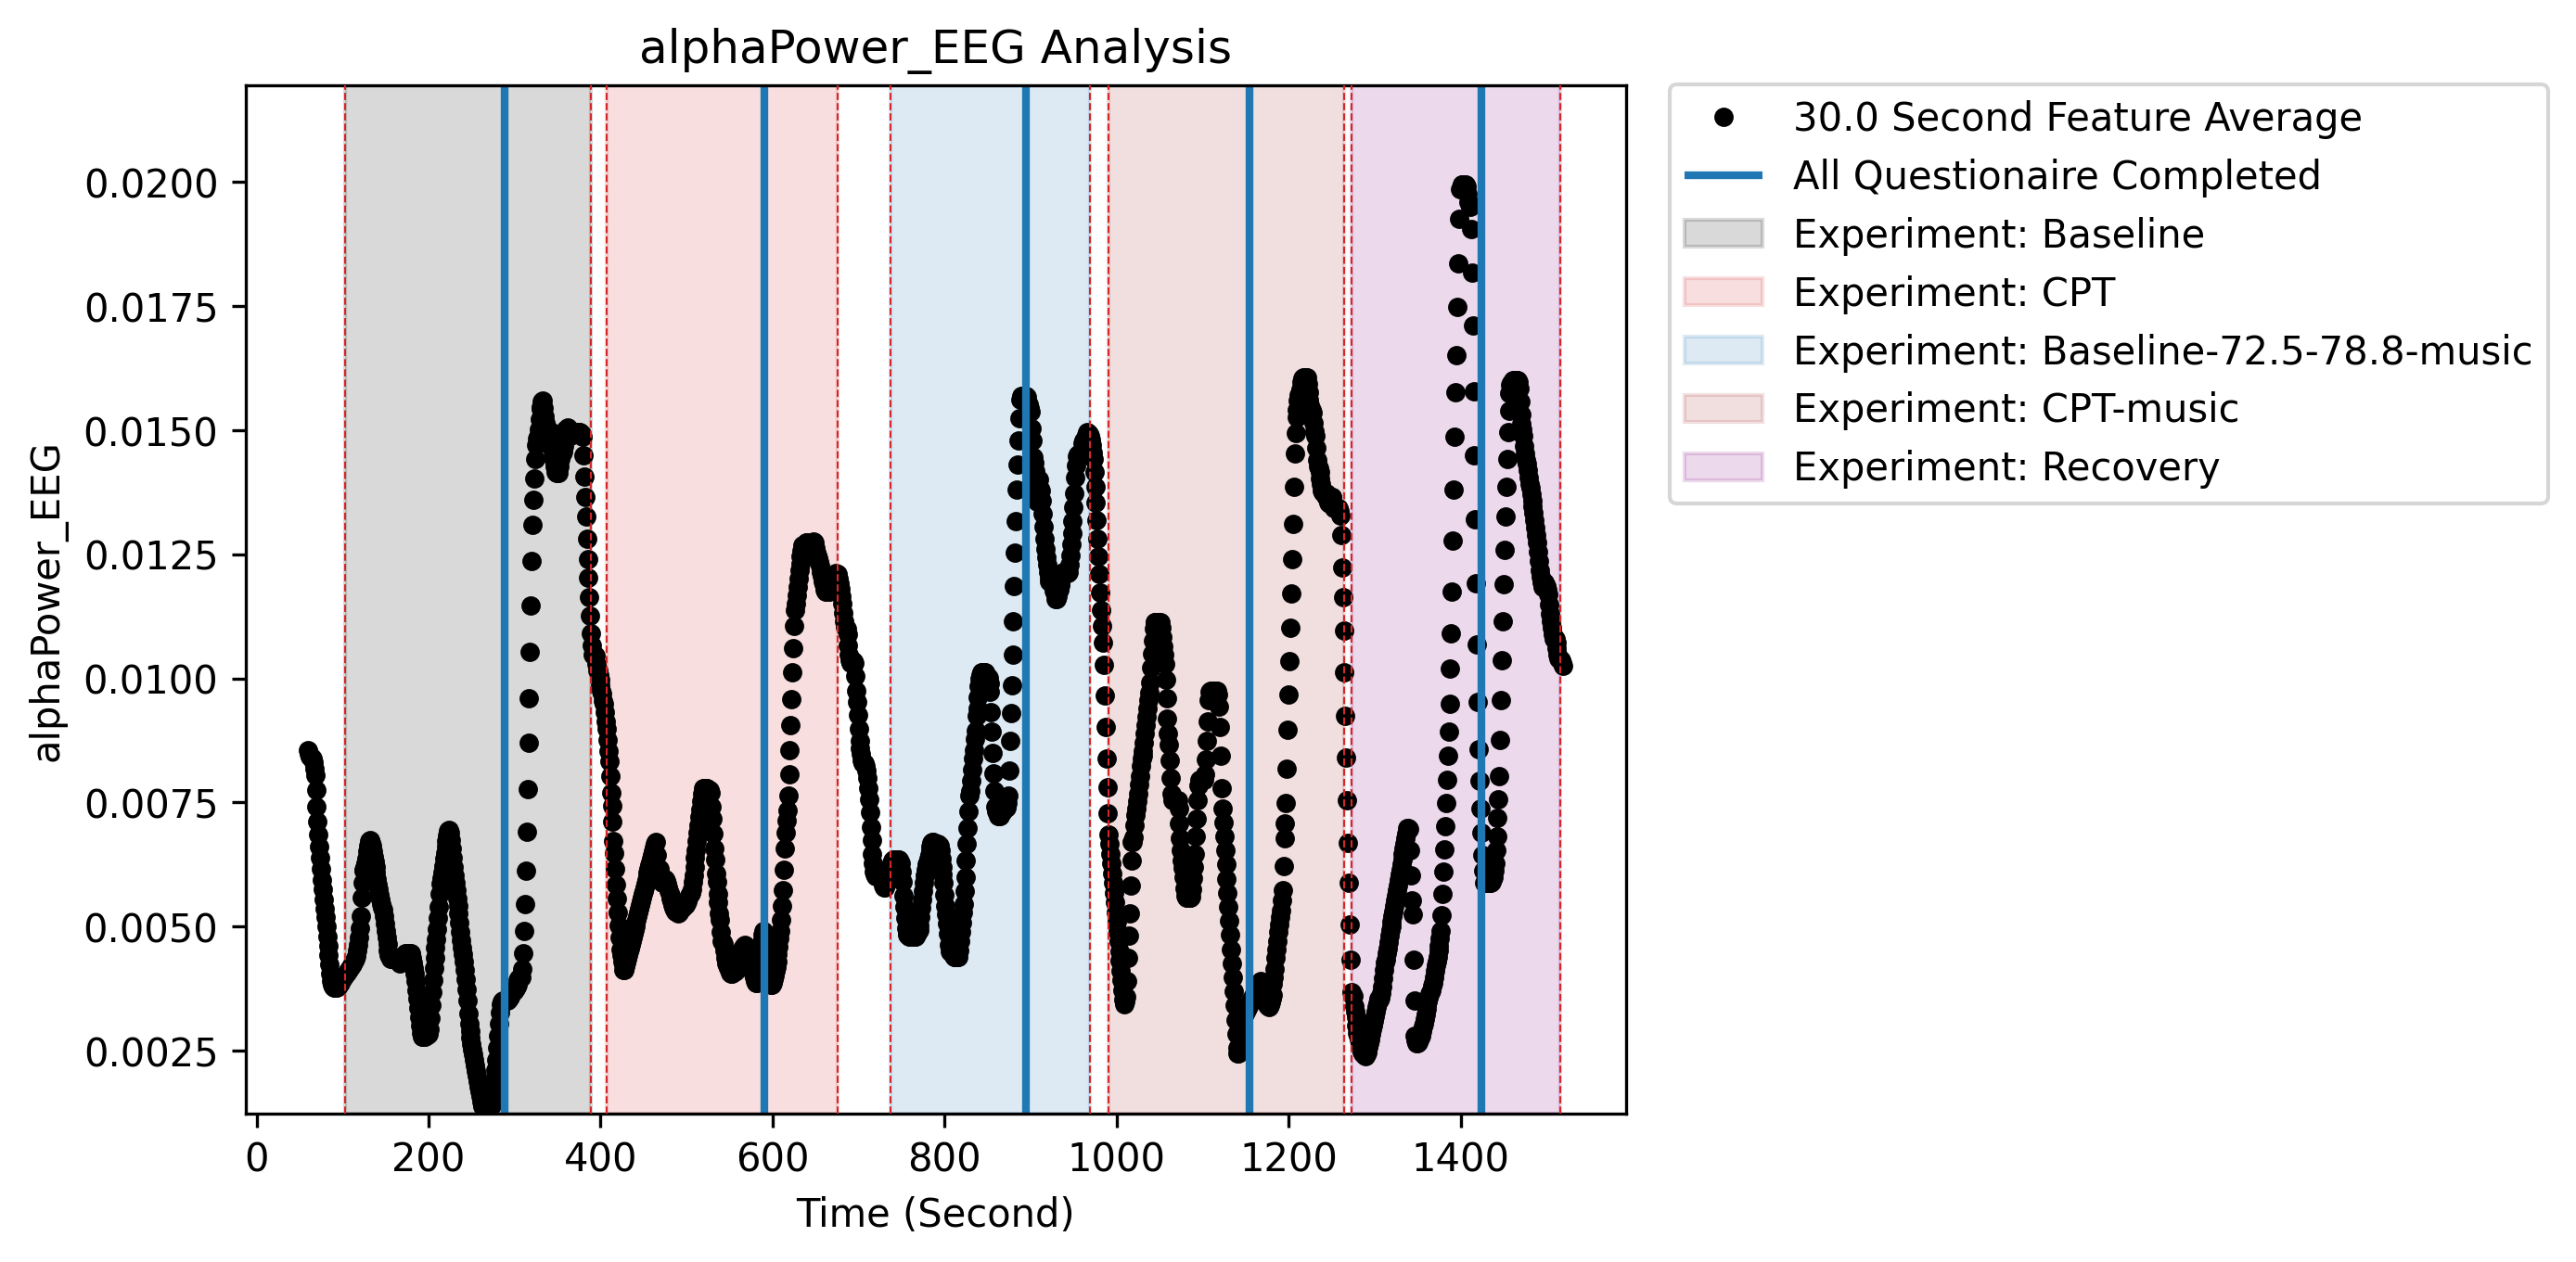 alphaPower_EEG Analysis
0.0200
0.0175
0.0150
0.0125
0.0100
0.0075
0.0050
0.0025
alphaPower_EEG
0 200 400 600 800 1000 1200 1400
Time (Second)
30.0 Second Feature Average
All Questionaire Completed
Experiment: Baseline
Experiment: CPT
Experiment: Baseline-72.5-78.8-music
Experiment: CPT-music
Experiment: Recovery